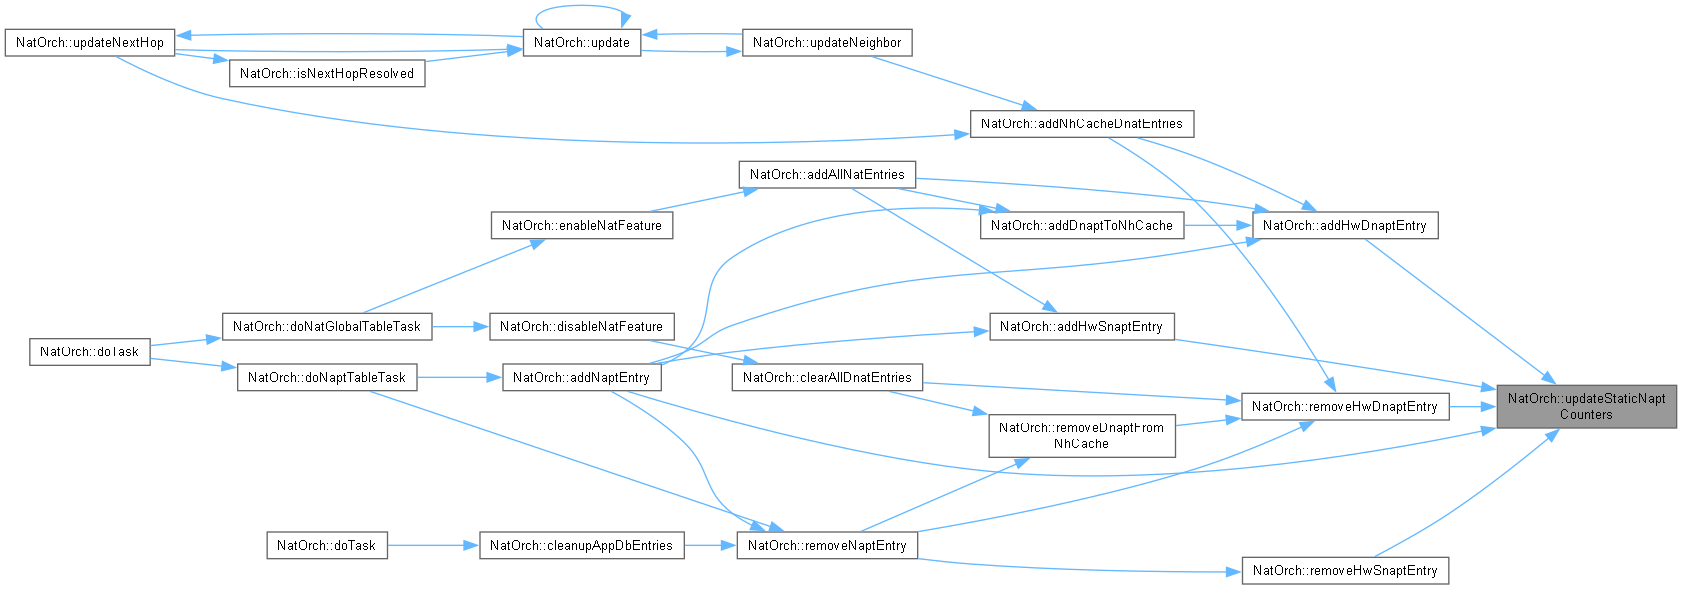 NatOrch::updateNextHop
NatOrch::update
NatOrch::updateNeighbor
NatOrch::isNextHopResolved
NatOrch::addNhCacheDnatEntries
NatOrch::addAllNatEntries
NatOrch::enableNatFeature
NatOrch::addDnaptToNhCache
NatOrch::addHwDnaptEntry
NatOrch::doNatGlobalTableTask
NatOrch::disableNatFeature
NatOrch::addHwSnaptEntry
NatOrch::doTask
NatOrch::doNaptTableTask
NatOrch::addNaptEntry
NatOrch::clearAllDnatEntries
NatOrch::removeHwDnaptEntry
NatOrch::updateStaticNapt
Counters
NatOrch::removeDnaptFrom
NhCache
NatOrch::doTask
NatOrch::cleanupAppDbEntries
NatOrch::removeNaptEntry
NatOrch::removeHwSnaptEntry